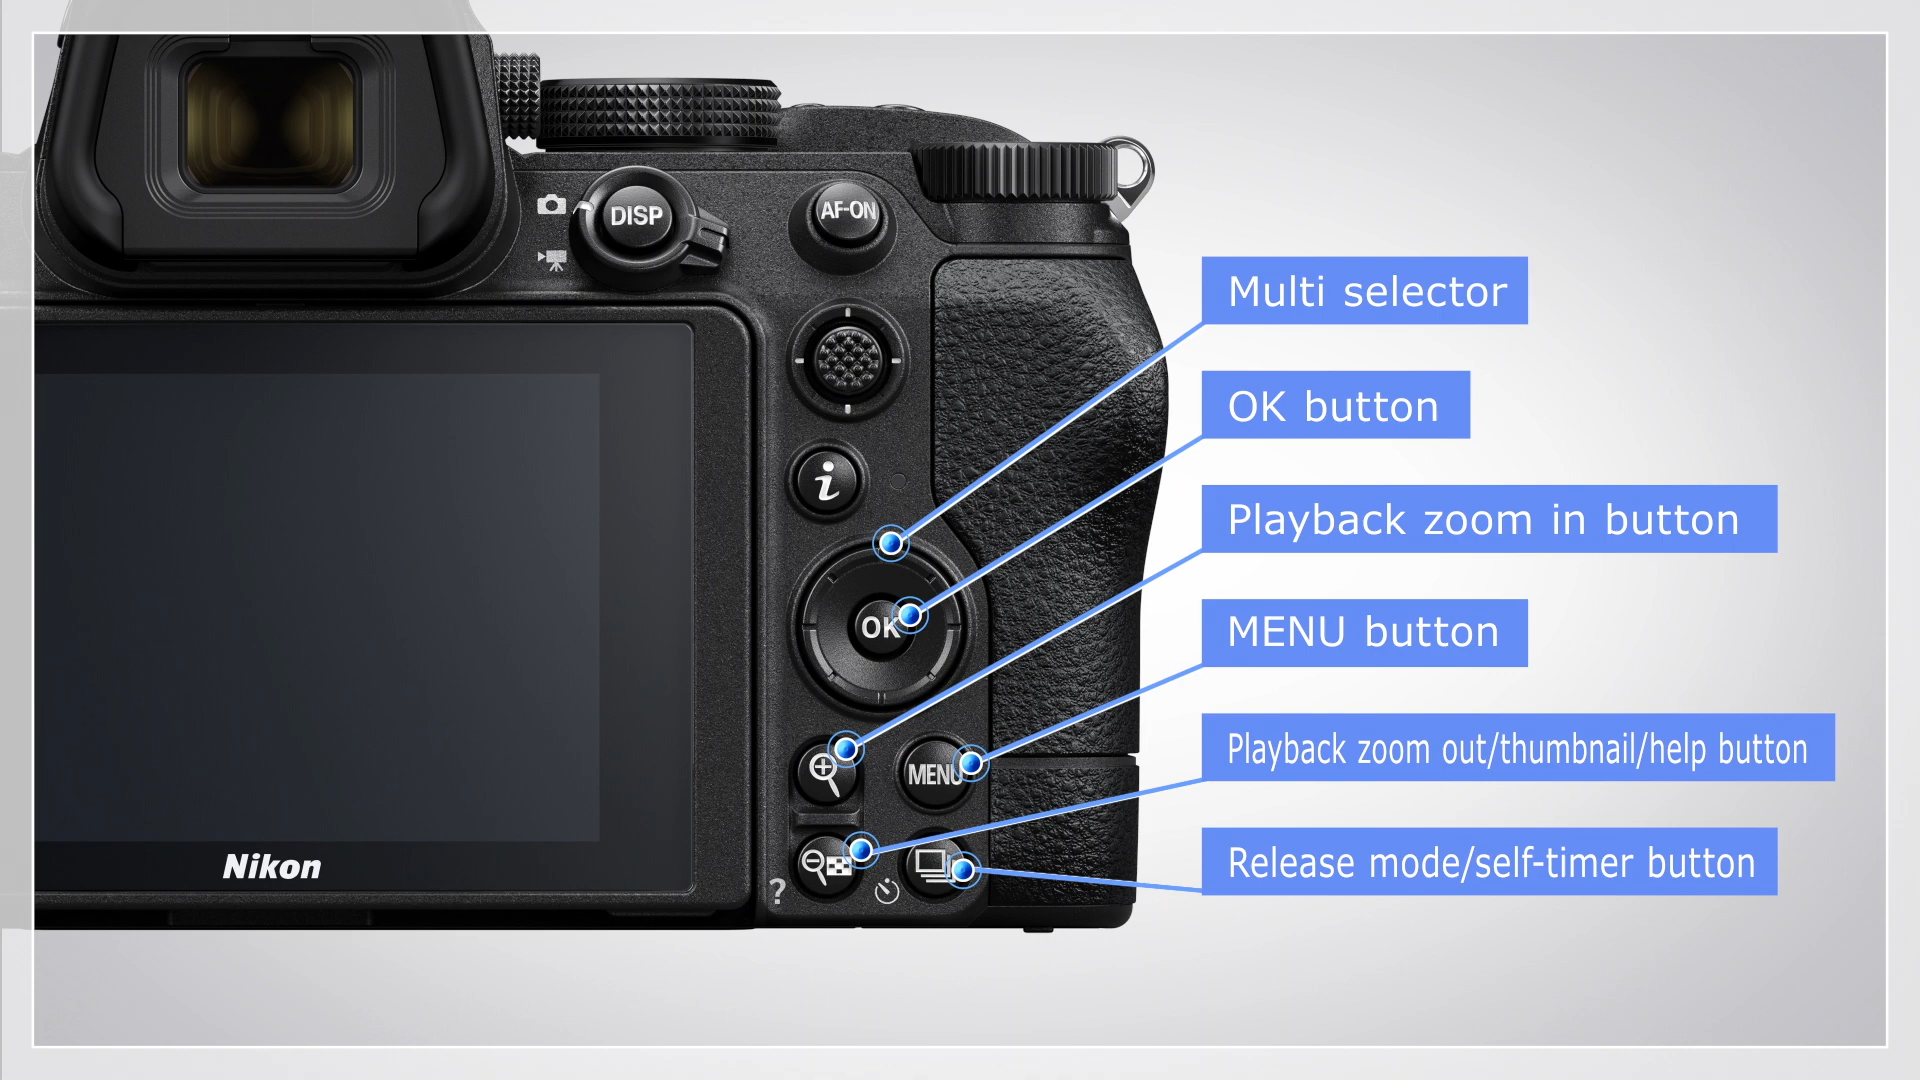 DISP
AF-ON
Multi selector
OK button
i
Playback zoom in button
OK
MENU button
MENU
Playback zoom out/thumbnail/help button
Nikon
?
Release mode/self-timer button